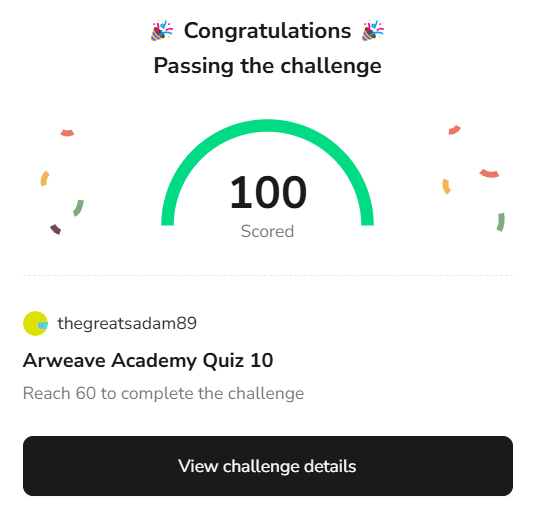 🎉 Congratulations 🎉
Passing the challenge
100
Scored
thegreatsadam89
Arweave Academy Quiz 10
Reach 60 to complete the challenge
View challenge details